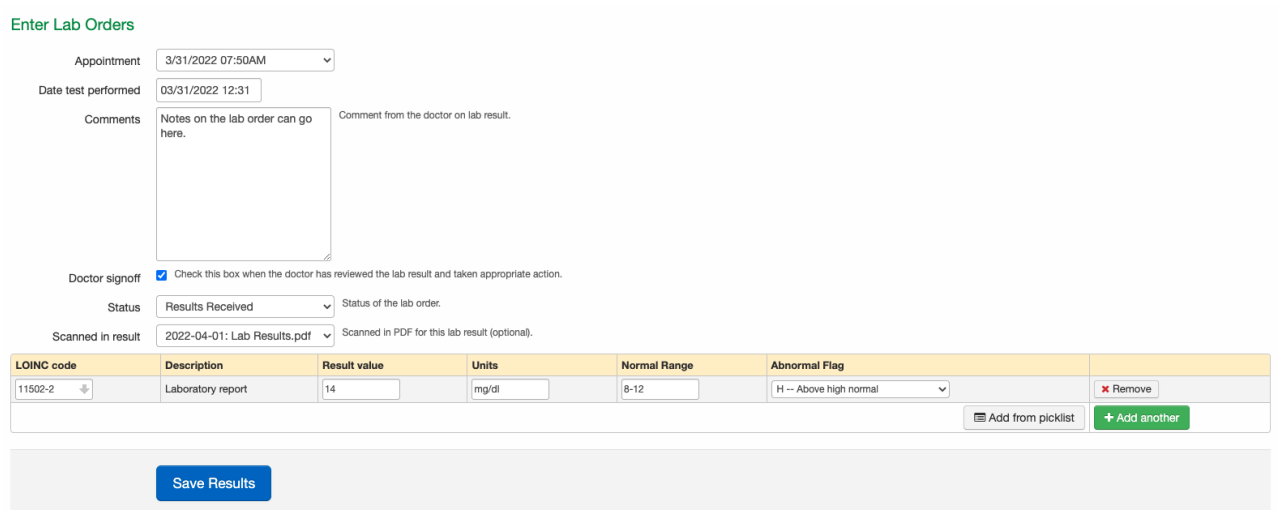 Enter Lab Orders
Appointment 3/31/2022 07:50AM
Date test performed 03/31/2022 12:31
Comments Notes on the lab order can go Comment from the doctor on lab result.
here.
Doctor signoff Check this box when the doctor has reviewed the lab result and taken appropriate action.
Status Results Received Status of the lab order.
Scanned in result 2022-04-01: Lab Results.pdf Scanned in PDF for this lab result (optional).
LOINC code Description Result value Units Normal Range Abnormal Flag
11502-2 Laboratory report 14 mg/dl 8-12 H -- Above high normal Remove
Add from picklist + Add another
Save Results